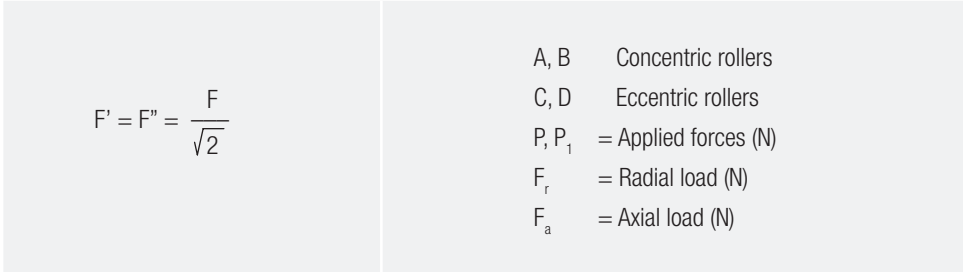 F’ = F” = F / √2
A, B Concentric rollers
C, D Eccentric rollers
P, P₁ = Applied forces (N)
Fᵣ = Radial load (N)
Fₐ = Axial load (N)